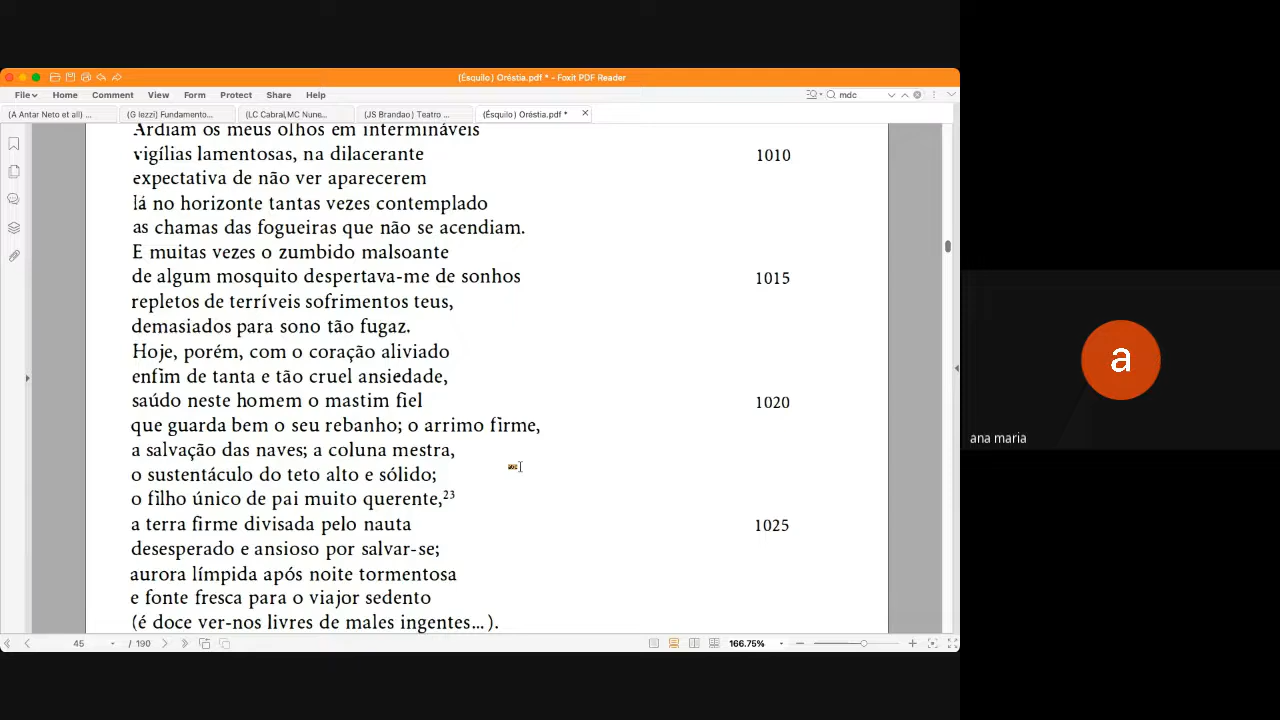 (Ésquilo) Oréstia.pdf * - Foxit PDF Reader
File Home Comment View Form Protect Share Help
mdc
(A Antar Neto et all) ... (G Iezzi) Fundamento... (LC Cabral,MC Nune... (JS Brandao) Teatro ... (Ésquilo) Oréstia.pdf *
Ardiam os meus olhos em intermináveis
vigílias lamentosas, na dilacerante 1010
expectativa de não ver aparecerem
lá no horizonte tantas vezes contemplado
as chamas das fogueiras que não se acendiam.
E muitas vezes o zumbido malsoante
de algum mosquito despertava-me de sonhos 1015
repletos de terríveis sofrimentos teus,
demasiados para sono tão fugaz.
Hoje, porém, com o coração aliviado
enfim de tanta e tão cruel ansiedade,
saúdo neste homem o mastim fiel 1020
que guarda bem o seu rebanho; o arrimo firme,
a salvação das naves; a coluna mestra,
o sustentáculo do teto alto e sólido;
o filho único de pai muito querente,23
a terra firme divisada pelo nauta 1025
desesperado e ansioso por salvar-se;
aurora límpida após noite tormentosa
e fonte fresca para o viajor sedento
(é doce ver-nos livres de males ingentes...).
45 / 190 166.75%
a
ana maria